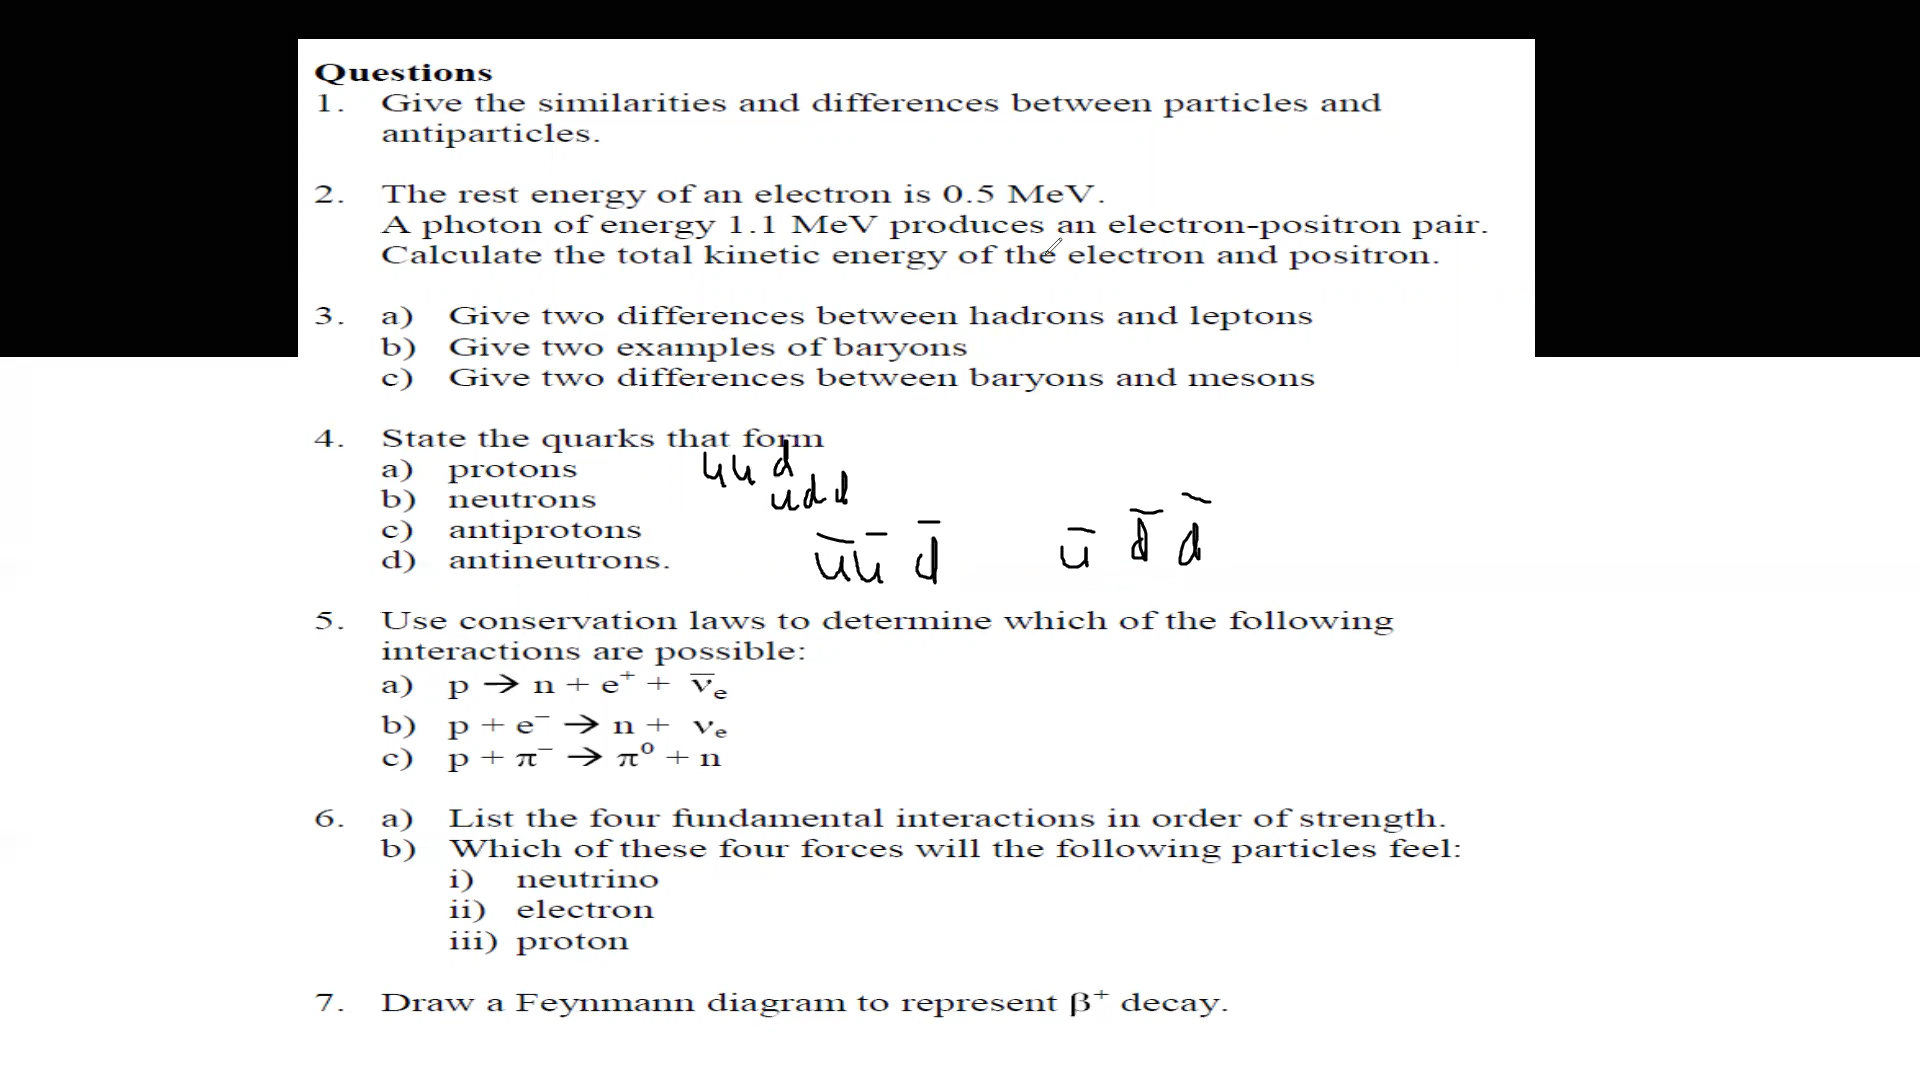 Questions
1. Give the similarities and differences between particles and
antiparticles.
2. The rest energy of an electron is 0.5 MeV.
A photon of energy 1.1 MeV produces an electron-positron pair.
Calculate the total kinetic energy of the electron and positron.
3. a) Give two differences between hadrons and leptons
b) Give two examples of baryons
c) Give two differences between baryons and mesons
4. State the quarks that form
a) protons u u d
b) neutrons u d d
c) antiprotons u̅ u̅ d̅ u̅ d̅ d̅
d) antineutrons.
5. Use conservation laws to determine which of the following
interactions are possible:
a) p → n + e⁺ + ν̅ₑ
b) p + e⁻ → n + νₑ
c) p + π⁻ → π⁰ + n
6. a) List the four fundamental interactions in order of strength.
b) Which of these four forces will the following particles feel:
i) neutrino
ii) electron
iii) proton
7. Draw a Feynmann diagram to represent β⁺ decay.